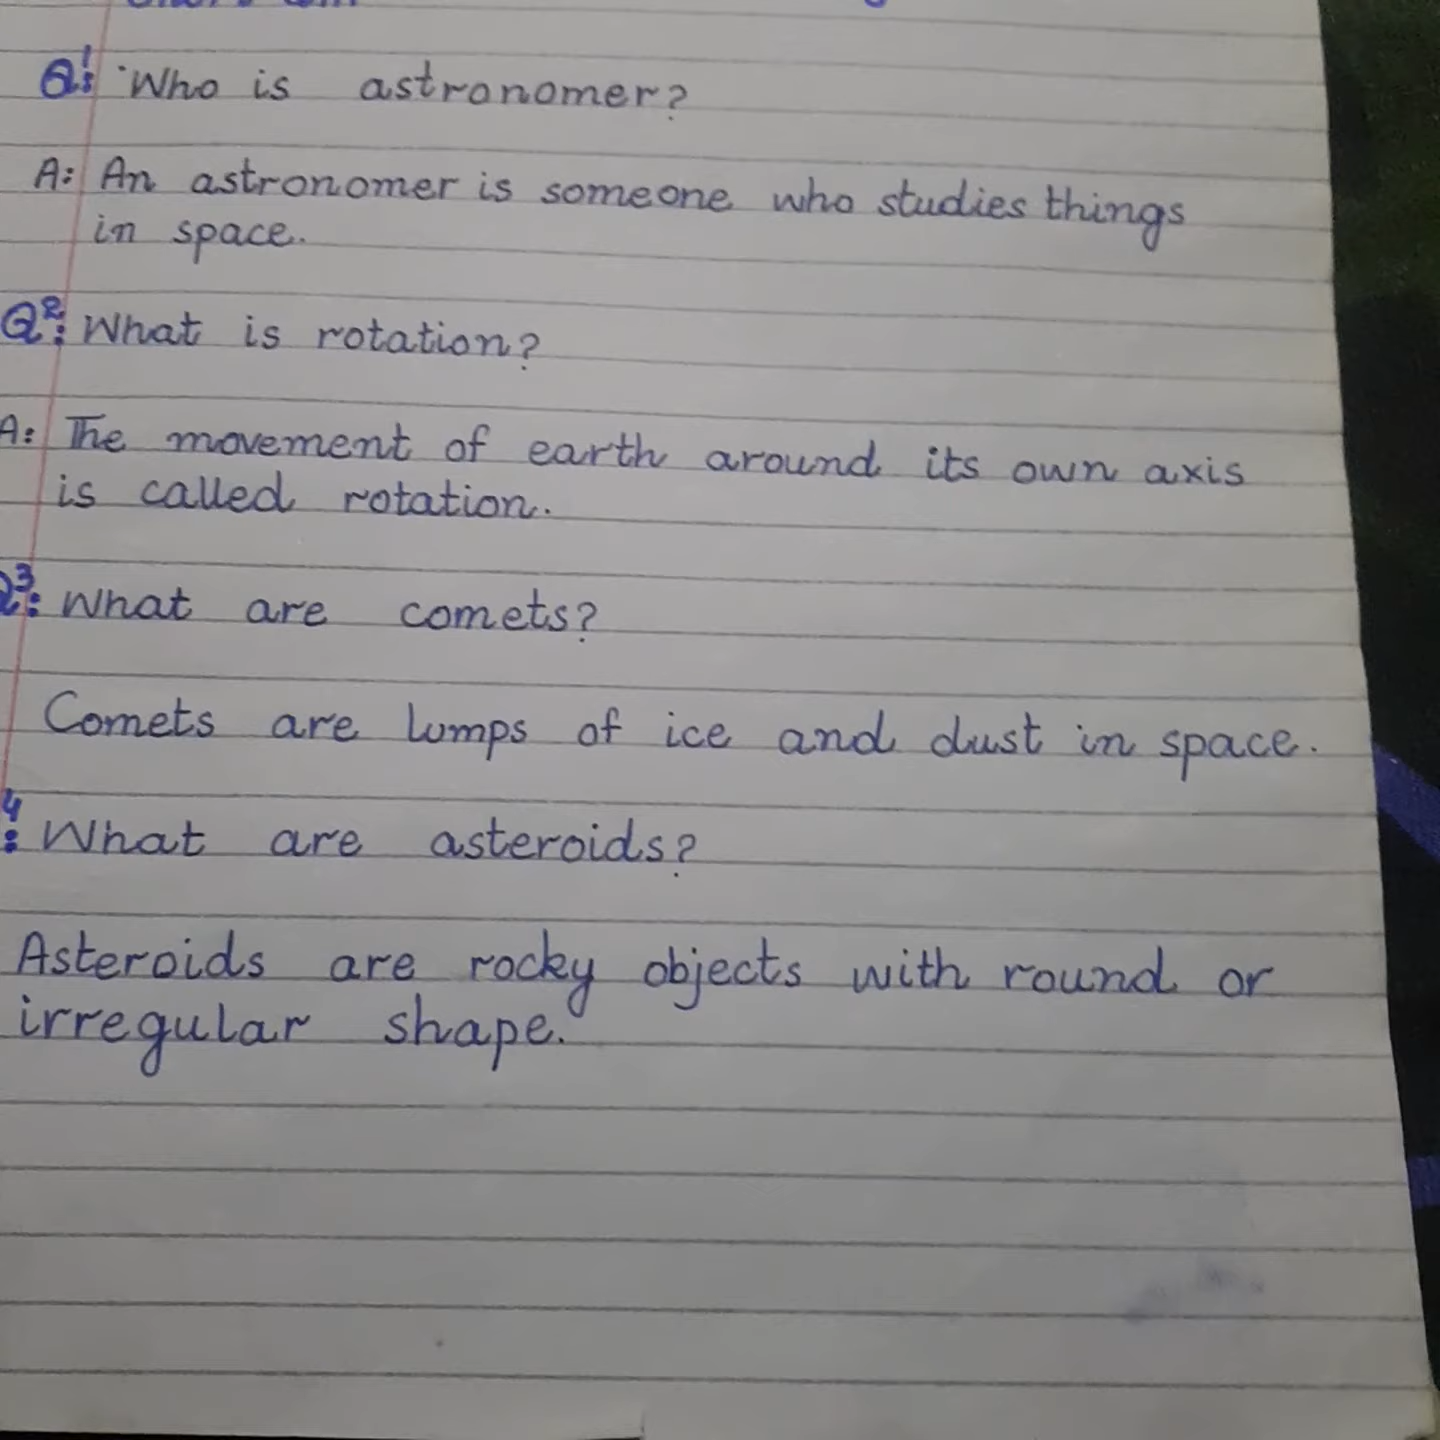 Q1: Who is astronomer?
A: An astronomer is someone who studies things
in space.
Q2: What is rotation?
A: The movement of earth around its own axis
is called rotation.
Q3: What are comets?
Comets are lumps of ice and dust in space.
4: What are asteroids?
Asteroids are rocky objects with round or
irregular shape.